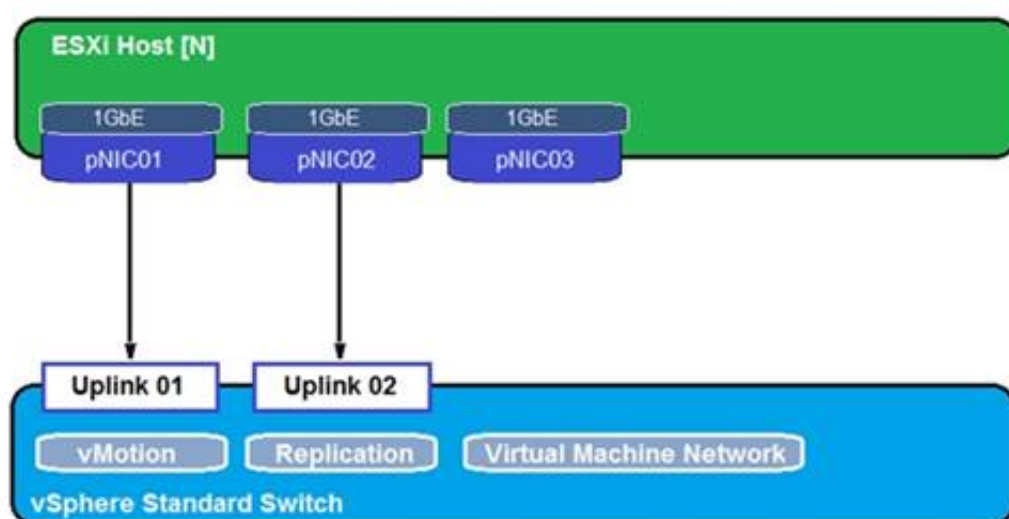 ESXi Host [N]
1GbE 1GbE 1GbE
pNIC01 pNIC02 pNIC03
Uplink 01 Uplink 02
vMotion Replication Virtual Machine Network
vSphere Standard Switch